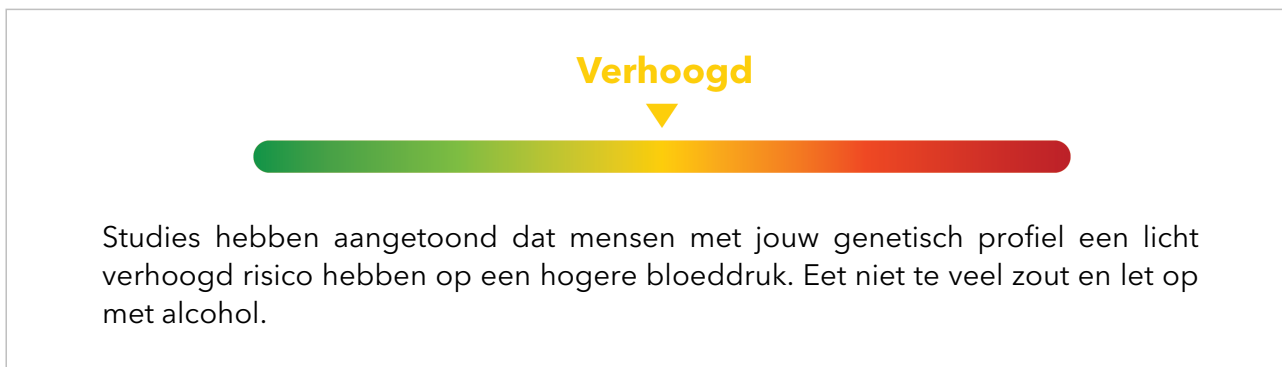 Verhoogd
Studies hebben aangetoond dat mensen met jouw genetisch profiel een licht
verhoogd risico hebben op een hogere bloeddruk. Eet niet te veel zout en let op
met alcohol.